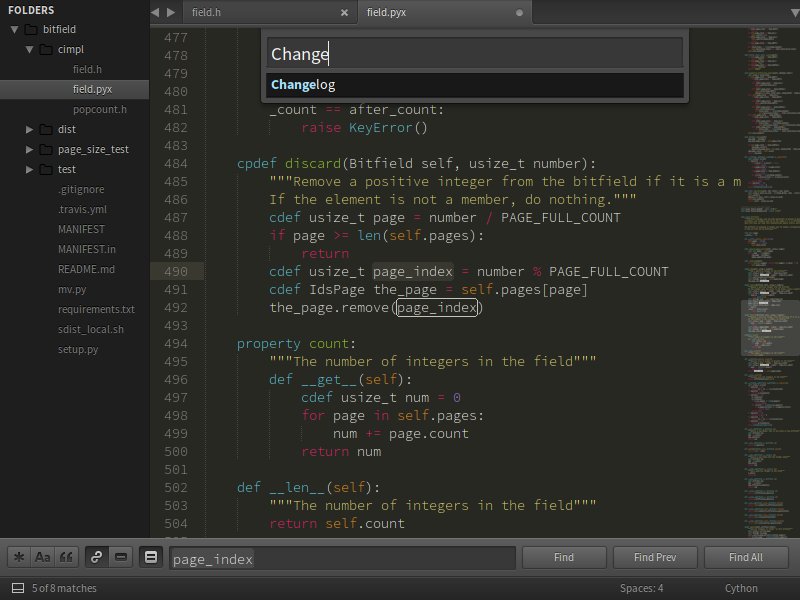 FOLDERS
bitfield
cimpl
field.h
field.pyx
popcount.h
dist
page_size_test
test
.gitignore
.travis.yml
MANIFEST
MANIFEST.in
README.md
mv.py
requirements.txt
sdist_local.sh
setup.py
field.h
field.pyx
Change
Changelog
477
478
479
480
481 _count == after_count:
482 raise KeyError()
483
484 cpdef discard(Bitfield self, usize_t number):
485 """Remove a positive integer from the bitfield if it is a m
486 If the element is not a member, do nothing."""
487 cdef usize_t page = number / PAGE_FULL_COUNT
488 if page >= len(self.pages):
489 return
490 cdef usize_t page_index = number % PAGE_FULL_COUNT
491 cdef IdsPage the_page = self.pages[page]
492 the_page.remove(page_index)
493
494 property count:
495 """The number of integers in the field"""
496 def __get__(self):
497 cdef usize_t num = 0
498 for page in self.pages:
499 num += page.count
500 return num
501
502 def __len__(self):
503 """The number of integers in the field"""
504 return self.count
Aa
page_index
Find
Find Prev
Find All
5 of 8 matches
Spaces: 4
Cython